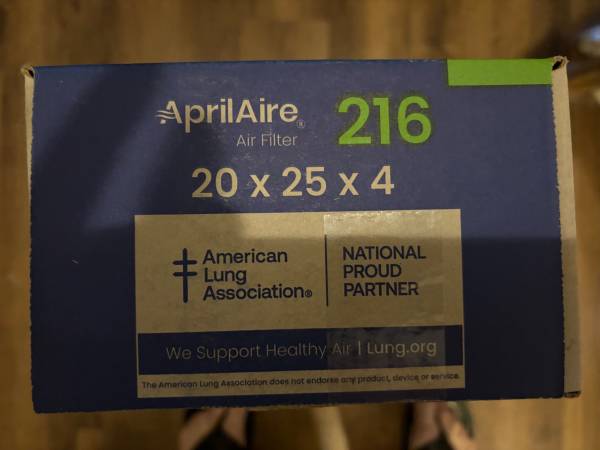 AprilAire®
Air Filter
216
20 x 25 x 4
American
Lung
Association®
NATIONAL
PROUD
PARTNER
We Support Healthy Air | Lung.org
The American Lung Association does not endorse any product, device or service.